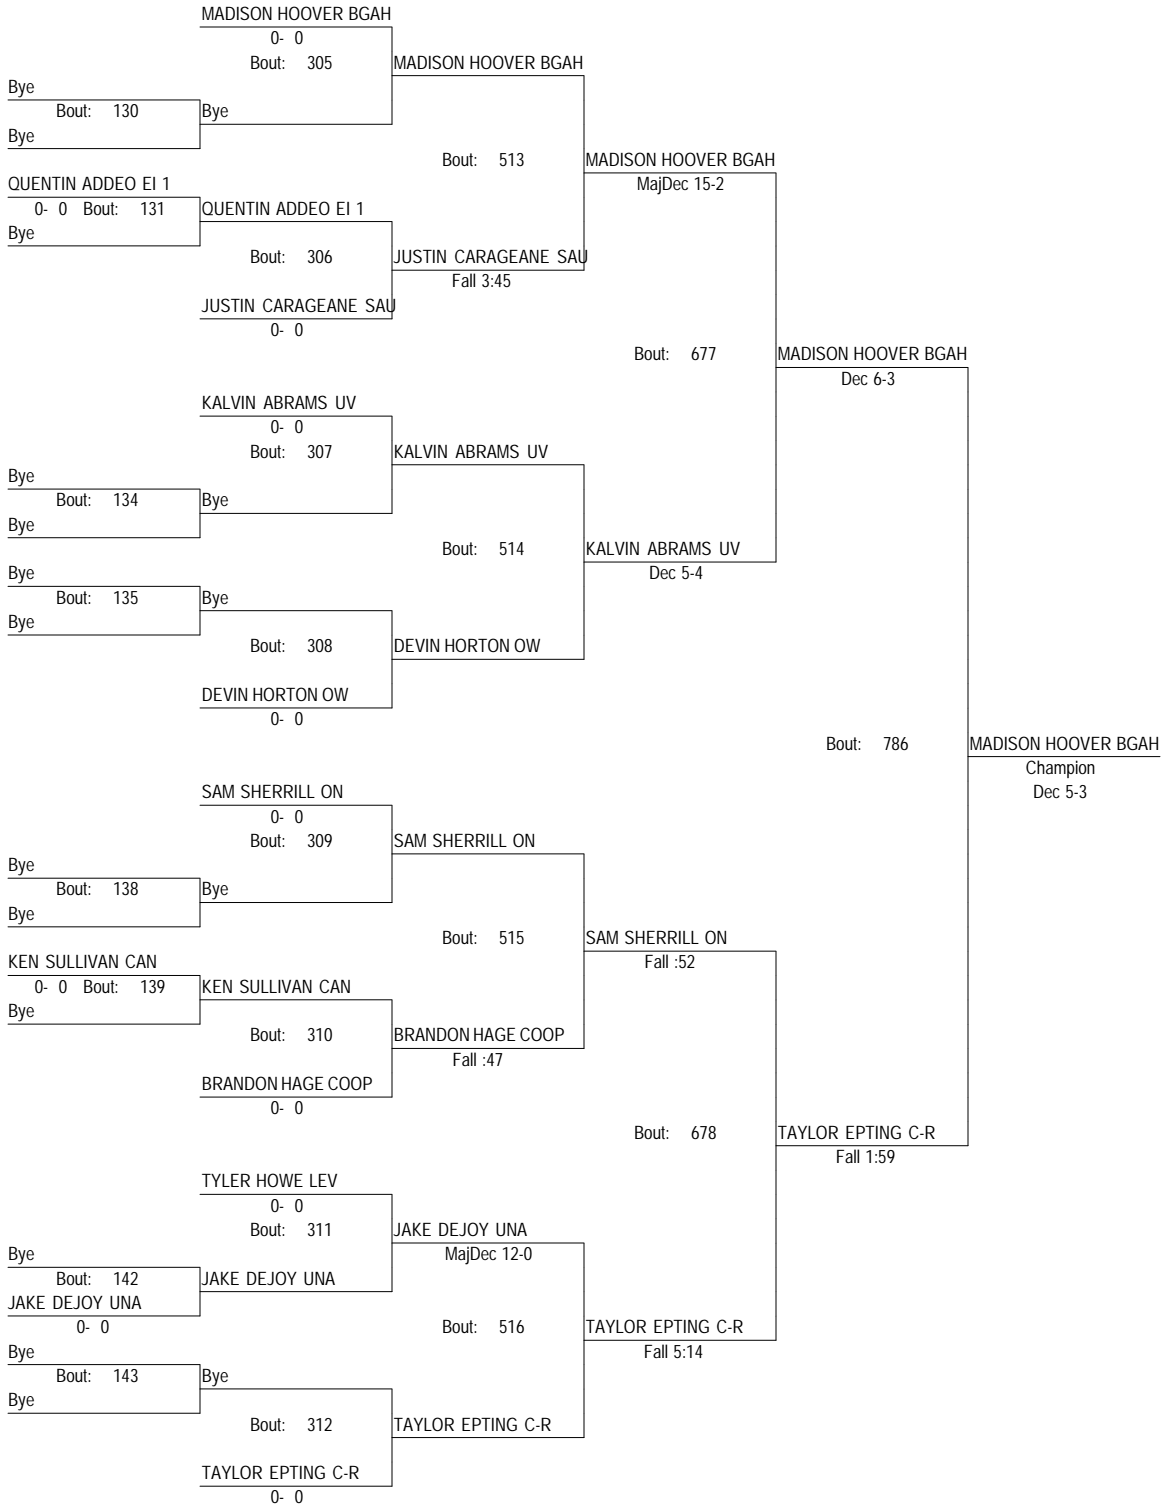 MADISON HOOVER BGAH
0- 0
Bout: 305
MADISON HOOVER BGAH
Bye
Bout: 130
Bye
Bye
Bout: 513
MADISON HOOVER BGAH
MajDec 15-2
QUENTIN ADDEO EI 1
0- 0 Bout: 131
QUENTIN ADDEO EI 1
Bye
Bout: 306
JUSTIN CARAGEANE SAU
Fall 3:45
JUSTIN CARAGEANE SAU
0- 0
Bout: 677
MADISON HOOVER BGAH
Dec 6-3
KALVIN ABRAMS UV
0- 0
Bout: 307
KALVIN ABRAMS UV
Bye
Bout: 134
Bye
Bye
Bout: 514
KALVIN ABRAMS UV
Dec 5-4
Bye
Bout: 135
Bye
Bye
Bout: 308
DEVIN HORTON OW
DEVIN HORTON OW
0- 0
Bout: 786
MADISON HOOVER BGAH
Champion
Dec 5-3
SAM SHERRILL ON
0- 0
Bout: 309
SAM SHERRILL ON
Bye
Bout: 138
Bye
Bye
Bout: 515
SAM SHERRILL ON
Fall :52
KEN SULLIVAN CAN
0- 0 Bout: 139
KEN SULLIVAN CAN
Bye
Bout: 310
BRANDON HAGE COOP
Fall :47
BRANDON HAGE COOP
0- 0
Bout: 678
TAYLOR EPTING C-R
Fall 1:59
TYLER HOWE LEV
0- 0
Bout: 311
JAKE DEJOY UNA
MajDec 12-0
Bye
Bout: 142
JAKE DEJOY UNA
JAKE DEJOY UNA
0- 0
Bout: 516
TAYLOR EPTING C-R
Fall 5:14
Bye
Bout: 143
Bye
Bye
Bout: 312
TAYLOR EPTING C-R
TAYLOR EPTING C-R
0- 0